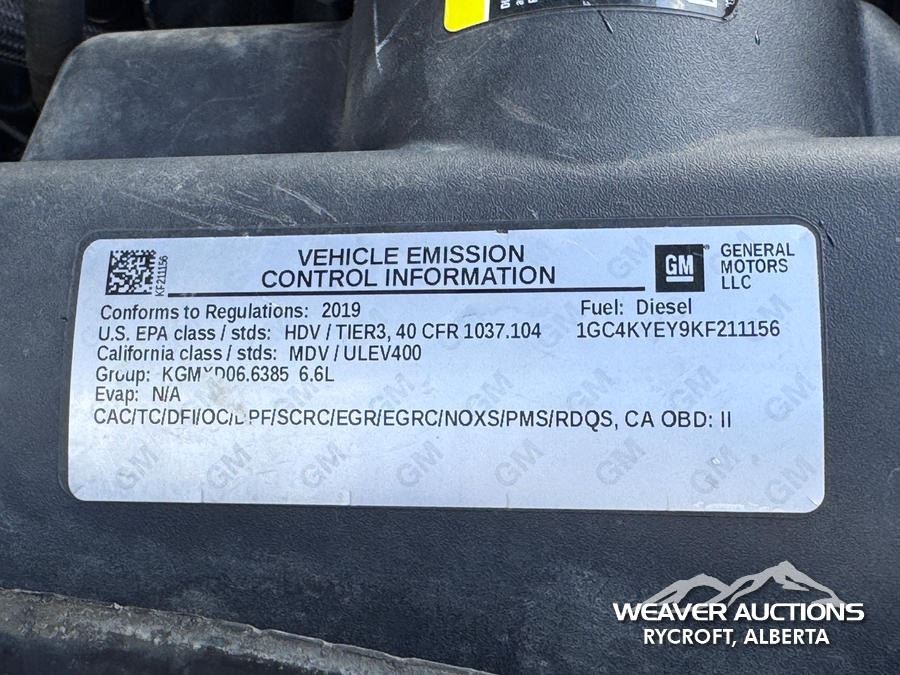 KF211156
VEHICLE EMISSION
CONTROL INFORMATION
GM
GENERAL
MOTORS
LLC
Conforms to Regulations: 2019
Fuel: Diesel
U.S. EPA class / stds: HDV / TIER3, 40 CFR 1037.104
1GC4KYEY9KF211156
California class / stds: MDV / ULEV400
Group: KGMXD06.6385 6.6L
Evap: N/A
CAC/TC/DFI/OC/DPF/SCRC/EGR/EGRC/NOXS/PMS/RDQS, CA OBD: II
WEAVER AUCTIONS
RYCROFT, ALBERTA